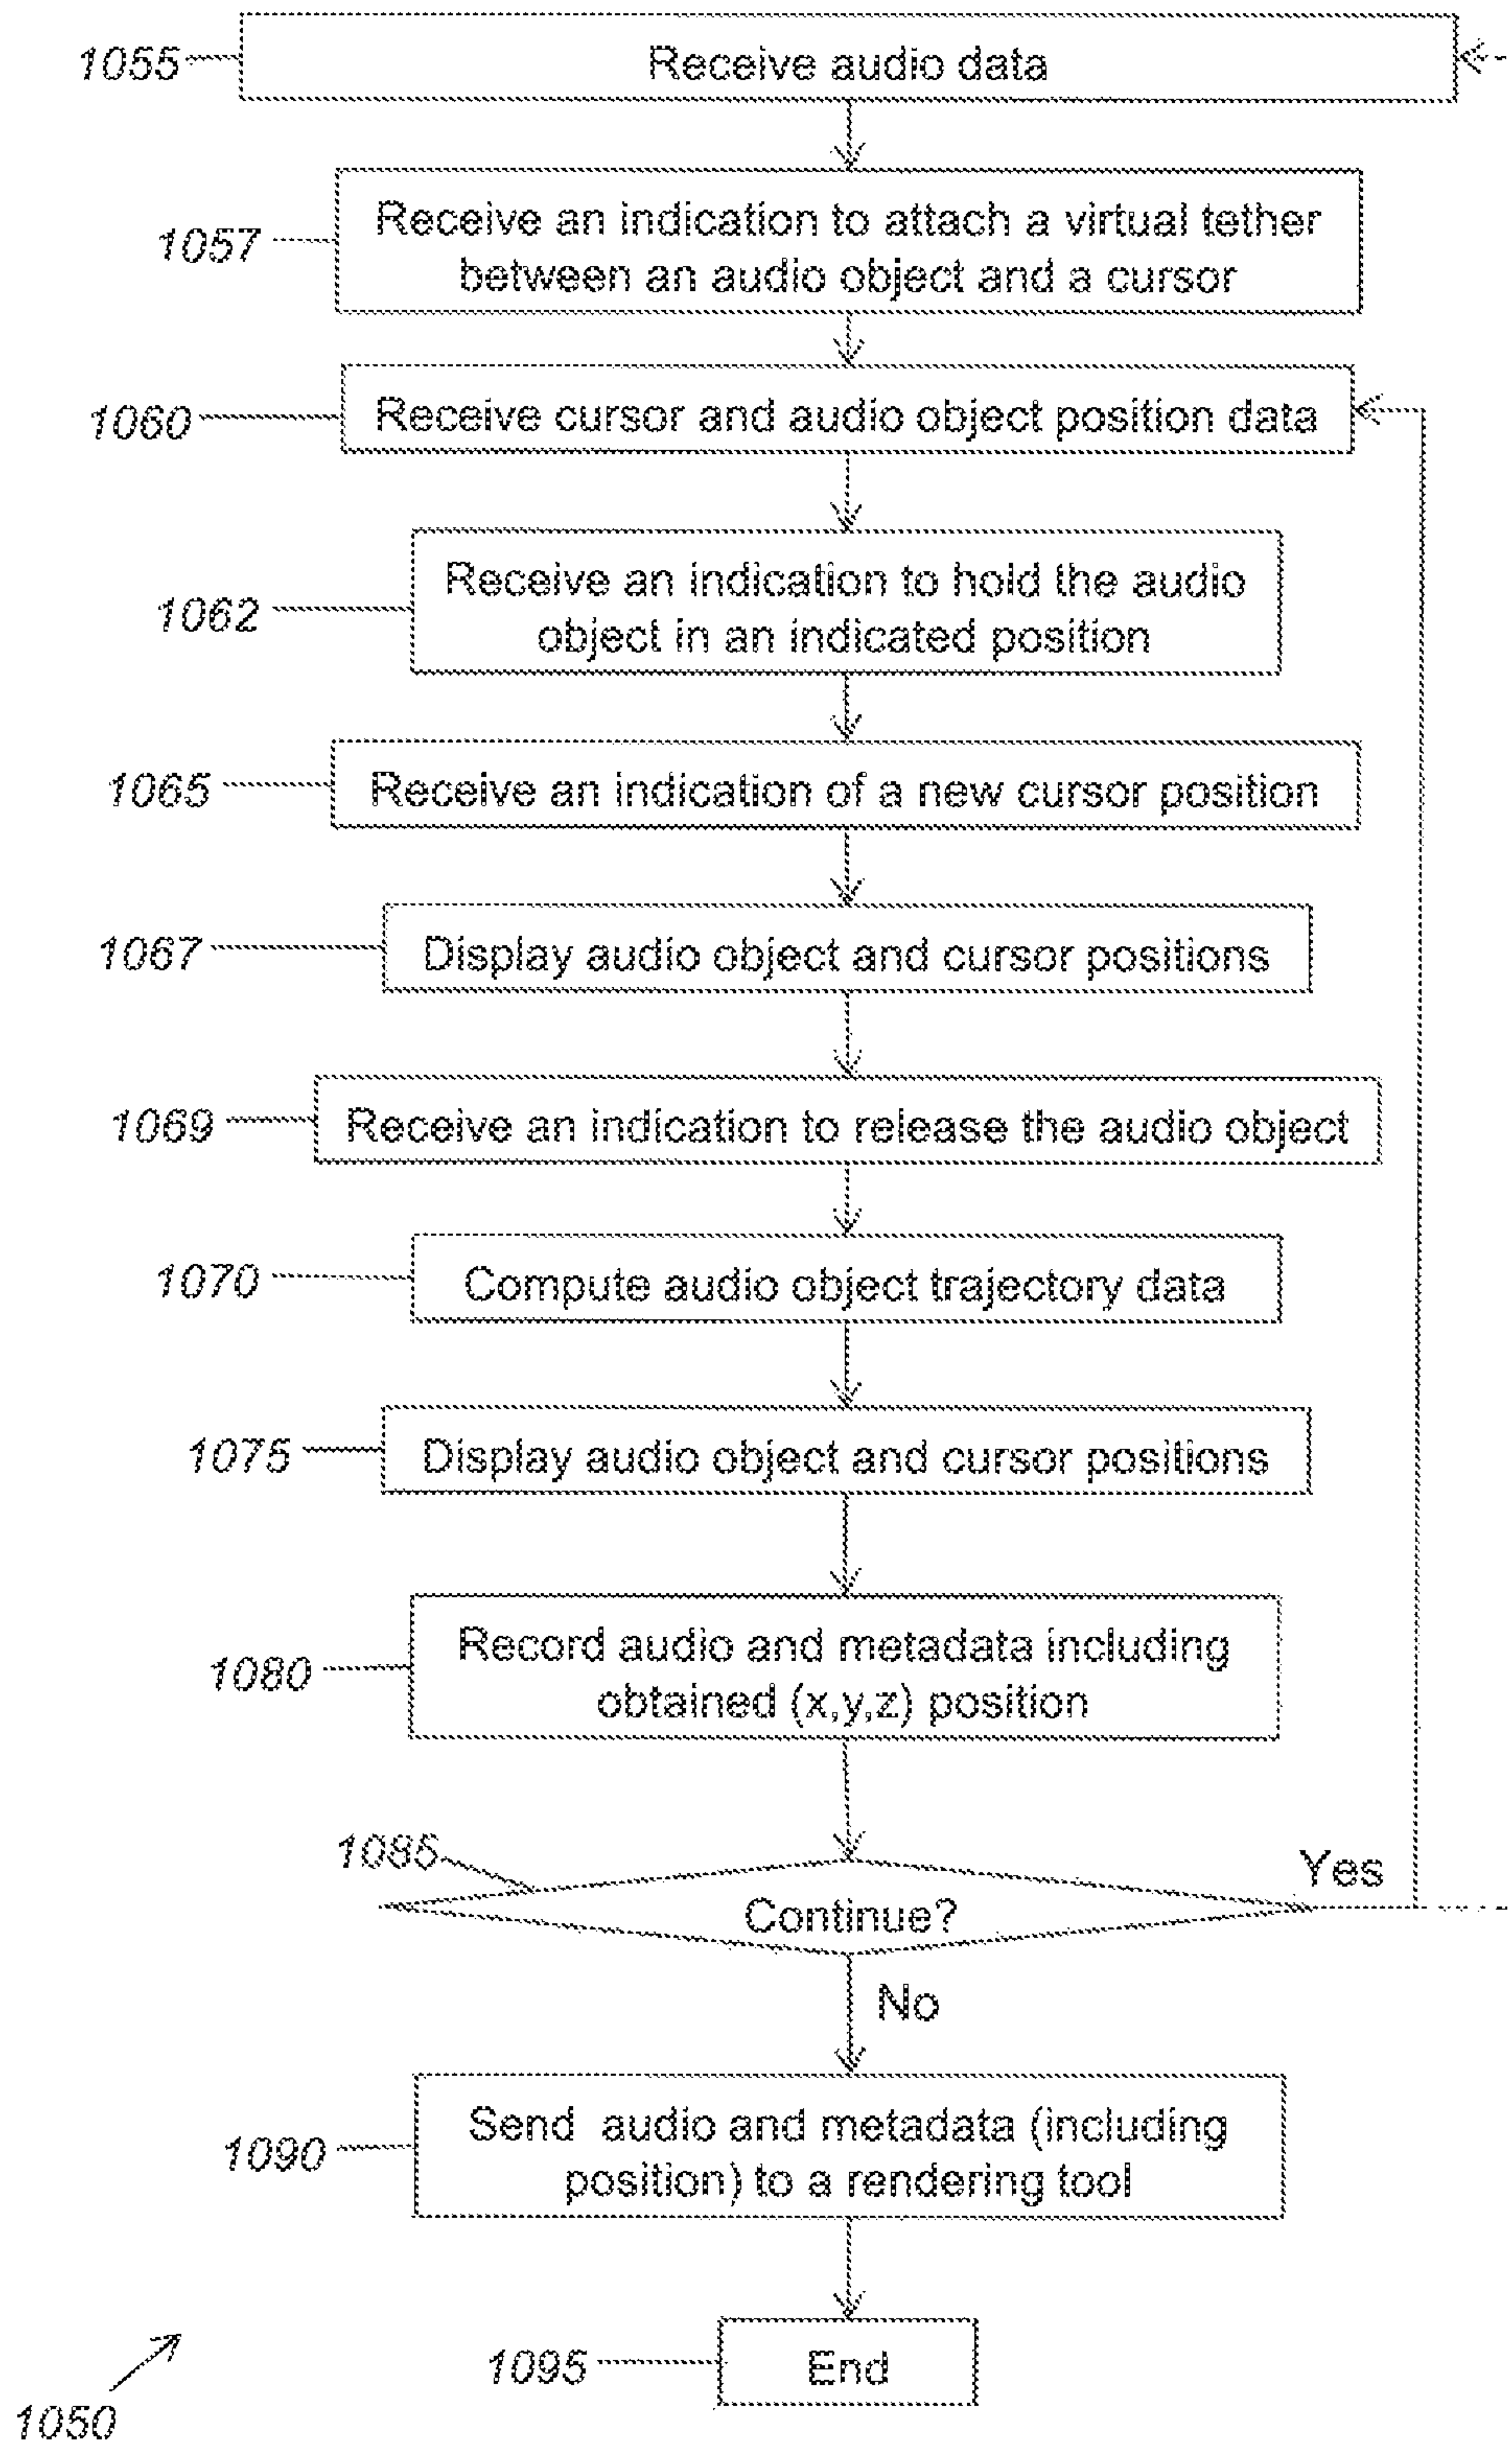 1055
Receive audio data
1057
Receive an indication to attach a virtual tether
between an audio object and a cursor
1060
Receive cursor and audio object position data
1062
Receive an indication to hold the audio
object in an indicated position
1065
Receive an indication of a new cursor position
1067
Display audio object and cursor positions
1069
Receive an indication to release the audio object
1070
Compute audio object trajectory data
1075
Display audio object and cursor positions
1080
Record audio and metadata including
obtained (x,y,z) position
1085
Continue?
Yes
No
1090
Send audio and metadata (including
position) to a rendering tool
1095
End
1050